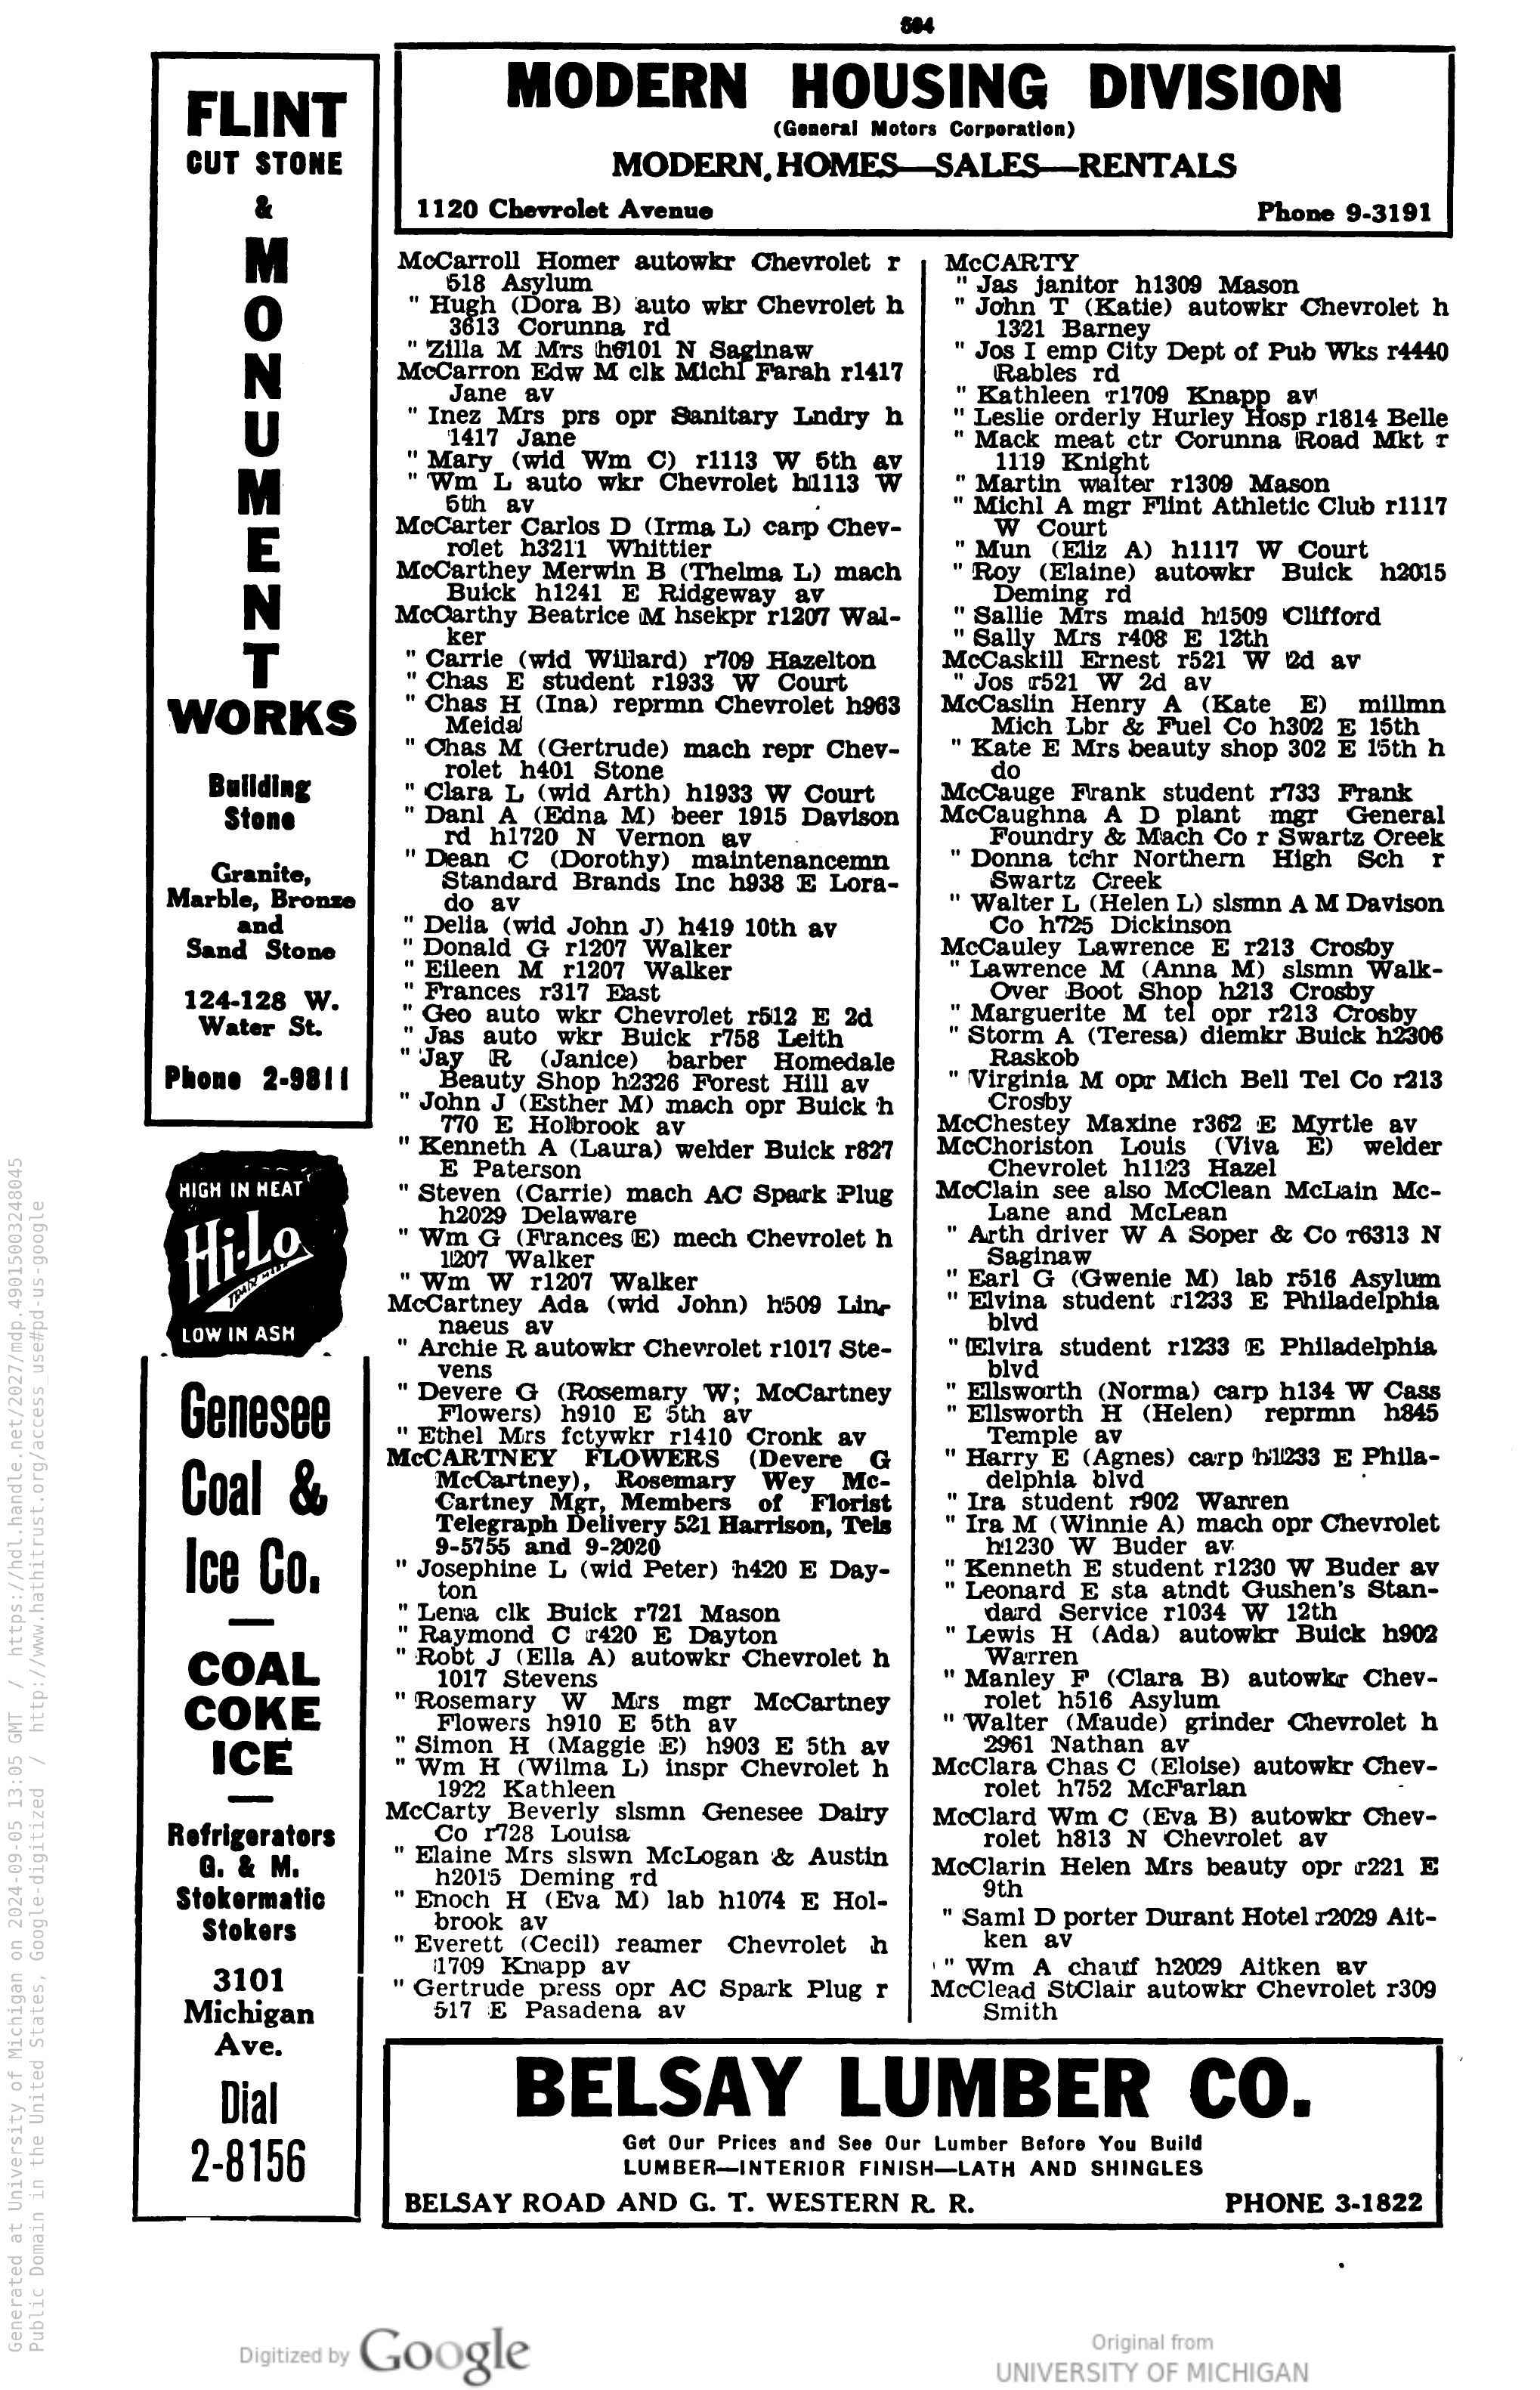 594
MODERN HOUSING DIVISION
(General Motors Corporation)
MODERN HOMES—SALES—RENTALS
1120 Chevrolet Avenue Phone 9-3191
FLINT
CUT STONE
&
M
O
N
U
M
E
N
T
WORKS
Building
Stone
Granite,
Marble, Bronze
and
Sand Stone
124-128 W.
Water St.
Phone 2-9811
HIGH IN HEAT
Hi-Lo
LOW IN ASH
Genesee
Coal &
Ice Co.
COAL
COKE
ICE
Refrigerators
G. & M.
Stokermatic
Stokers
3101
Michigan
Ave.
Dial
2-8156
McCarroll Homer autowkr Chevrolet r
518 Asylum
" Hugh (Dora B) auto wkr Chevrolet h
3613 Corunna rd
" Zilla M Mrs h6101 N Saginaw
McCarron Edw M clk Michl Farah r1417
Jane av
" Inez Mrs prs opr Sanitary Lndry h
1417 Jane
" Mary (wid Wm C) r1113 W 5th av
" Wm L auto wkr Chevrolet h1113 W
5th av
McCarter Carlos D (Irma L) carp Chev-
rolet h3211 Whittier
McCarthey Merwin B (Thelma L) mach
Buick h1241 E Ridgeway av
McCarthy Beatrice M hsekpr r1207 Wal-
ker
" Carrie (wid Willard) r709 Hazelton
" Chas E student r1933 W Court
" Chas H (Ina) reprmn Chevrolet h963
Meida
" Chas M (Gertrude) mach repr Chev-
rolet h401 Stone
" Clara L (wid Arth) h1933 W Court
" Danl A (Edna M) beer 1915 Davison
rd h1720 N Vernon av
" Dean C (Dorothy) maintenancemn
Standard Brands Inc h938 E Lora-
do av
" Delia (wid John J) h419 10th av
" Donald G r1207 Walker
" Eileen M r1207 Walker
" Frances r317 East
" Geo auto wkr Chevrolet r512 E 2d
" Jas auto wkr Buick r758 Leith
" Jay R (Janice) barber Homedale
Beauty Shop h2326 Forest Hill av
" John J (Esther M) mach opr Buick h
770 E Holbrook av
" Kenneth A (Laura) welder Buick r827
E Paterson
" Steven (Carrie) mach AC Spark Plug
h2029 Delaware
" Wm G (Frances E) mech Chevrolet h
1207 Walker
" Wm W r1207 Walker
McCartney Ada (wid John) h509 Lin-
naeus av
" Archie R autowkr Chevrolet r1017 Ste-
vens
" Devere G (Rosemary W; McCartney
Flowers) h910 E 5th av
" Ethel Mrs fctywkr r1410 Cronk av
McCARTNEY FLOWERS (Devere G
McCartney), Rosemary Wey Mc-
Cartney Mgr, Members of Florist
Telegraph Delivery 521 Harrison, Tels
9-5755 and 9-2020
" Josephine L (wid Peter) h420 E Day-
ton
" Lena clk Buick r721 Mason
" Raymond C r420 E Dayton
" Robt J (Ella A) autowkr Chevrolet h
1017 Stevens
" Rosemary W Mrs mgr McCartney
Flowers h910 E 5th av
" Simon H (Maggie E) h903 E 5th av
" Wm H (Wilma L) inspr Chevrolet h
1922 Kathleen
McCarty Beverly slsmn Genesee Dairy
Co r728 Louisa
" Elaine Mrs slswn McLogan & Austin
h2015 Deming rd
" Enoch H (Eva M) lab h1074 E Hol-
brook av
" Everett (Cecil) reamer Chevrolet h
1709 Knapp av
" Gertrude press opr AC Spark Plug r
517 E Pasadena av
McCARTY
" Jas janitor h1309 Mason
" John T (Katie) autowkr Chevrolet h
1321 Barney
" Jos I emp City Dept of Pub Wks r4440
Rables rd
" Kathleen r1709 Knapp av
" Leslie orderly Hurley Hosp r1814 Belle
" Mack meat ctr Corunna Road Mkt r
1119 Knight
" Martin waiter r1309 Mason
" Michl A mgr Flint Athletic Club r1117
W Court
" Mun (Eliz A) h1117 W Court
" Roy (Elaine) autowkr Buick h2015
Deming rd
" Sallie Mrs maid h1509 Clifford
" Sally Mrs r408 E 12th
McCaskill Ernest r521 W 2d av
" Jos r521 W 2d av
McCaslin Henry A (Kate E) millmn
Mich Lbr & Fuel Co h302 E 15th
" Kate E Mrs beauty shop 302 E 15th h
do
McCauge Frank student r733 Frank
McCaughna A D plant mgr General
Foundry & Mach Co r Swartz Creek
" Donna tchr Northern High Sch r
Swartz Creek
" Walter L (Helen L) slsmn A M Davison
Co h725 Dickinson
McCauley Lawrence E r213 Crosby
" Lawrence M (Anna M) slsmn Walk-
Over Boot Shop h213 Crosby
" Marguerite M tel opr r213 Crosby
" Storm A (Teresa) diemkr Buick h2306
Raskob
" Virginia M opr Mich Bell Tel Co r213
Crosby
McChestey Maxine r362 E Myrtle av
McChoriston Louis (Viva E) welder
Chevrolet h1123 Hazel
McClain see also McClean McLain Mc-
Lane and McLean
" Arth driver W A Soper & Co r6313 N
Saginaw
" Earl G (Gwenie M) lab r516 Asylum
" Elvina student r1233 E Philadelphia
blvd
" Elvira student r1233 E Philadelphia
blvd
" Ellsworth (Norma) carp h134 W Cass
" Ellsworth H (Helen) reprmn h845
Temple av
" Harry E (Agnes) carp h1233 E Phila-
delphia blvd
" Ira student r902 Warren
" Ira M (Winnie A) mach opr Chevrolet
h1230 W Buder av
" Kenneth E student r1230 W Buder av
" Leonard E sta atndt Gushen's Stan-
dard Service r1034 W 12th
" Lewis H (Ada) autowkr Buick h902
Warren
" Manley F (Clara B) autowkr Chev-
rolet h516 Asylum
" Walter (Maude) grinder Chevrolet h
2961 Nathan av
McClara Chas C (Eloise) autowkr Chev-
rolet h752 McFarlan
McClard Wm C (Eva B) autowkr Chev-
rolet h813 N Chevrolet av
McClarin Helen Mrs beauty opr r221 E
9th
" Saml D porter Durant Hotel r2029 Ait-
ken av
" Wm A chauf h2029 Aitken av
McClead StClair autowkr Chevrolet r309
Smith
BELSAY LUMBER CO.
Get Our Prices and See Our Lumber Before You Build
LUMBER—INTERIOR FINISH—LATH AND SHINGLES
BELSAY ROAD AND G. T. WESTERN R. R. PHONE 3-1822
Generated at University of Michigan on 2024-09-05 13:05 GMT / https://hdl.handle.net/2027/mdp.49015003248045
Public Domain in the United States, Google-digitized / http://www.hathitrust.org/access_use#pd-us-google
Digitized by Google
Original from
UNIVERSITY OF MICHIGAN